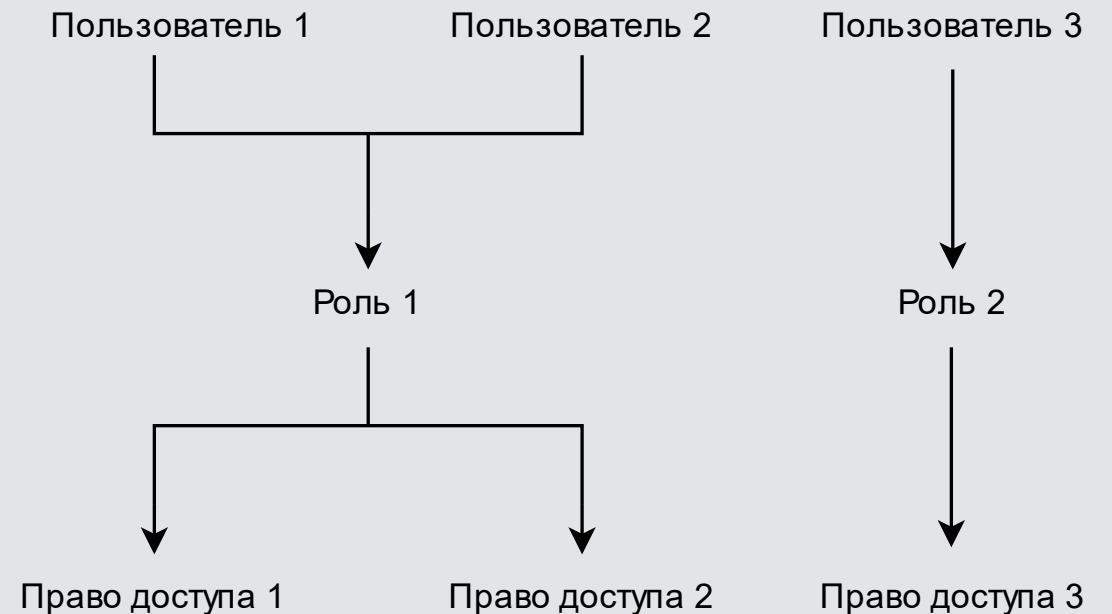 Пользователь 1 Пользователь 2 Пользователь 3
Роль 1 Роль 2
Право доступа 1 Право доступа 2 Право доступа 3